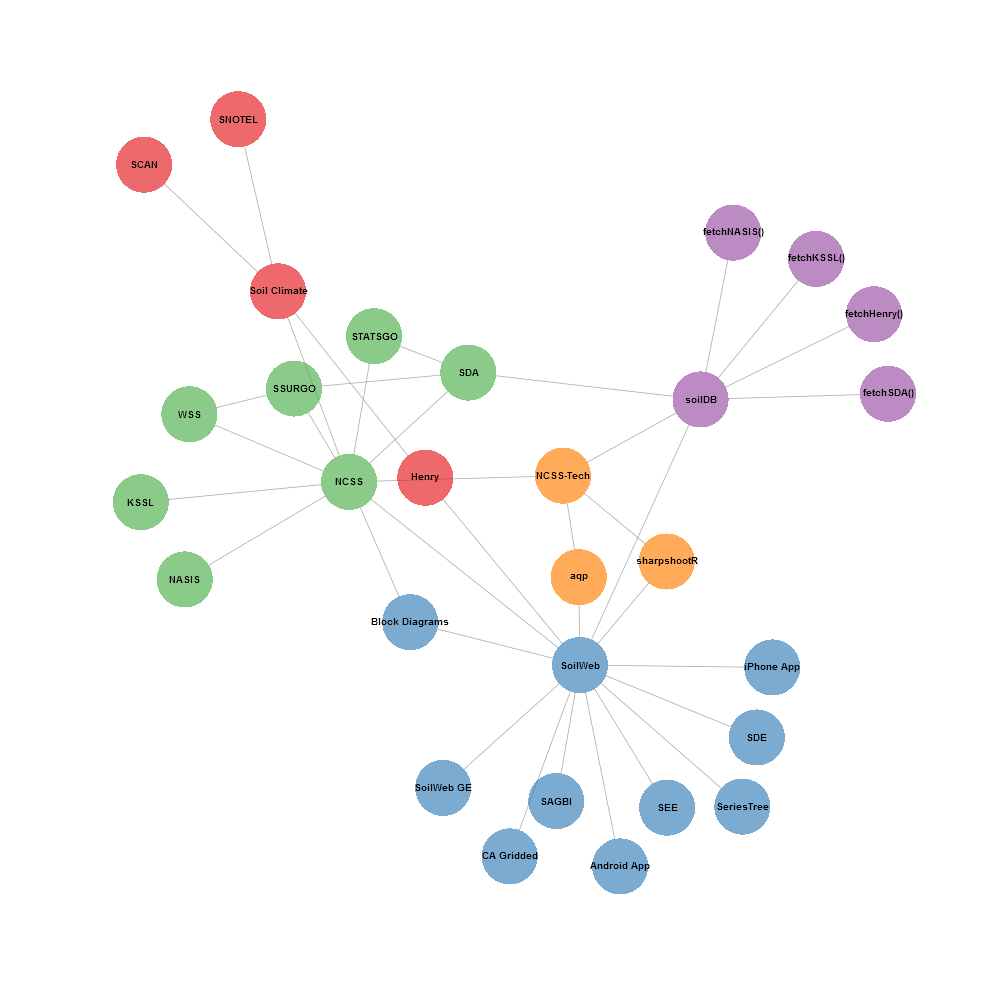 SNOTEL
SCAN
fetchNASIS()
fetchKSSL()
Soil Climate
fetchHenry()
STATSGO
SDA
SSURGO
fetchSDA()
soilDB
WSS
NCSS-Tech
Henry
NCSS
KSSL
sharpshootR
aqp
NASIS
Block Diagrams
SoilWeb
iPhone App
SDE
SoilWeb GE
SAGBI
SeriesTree
SEE
CA Gridded
Android App